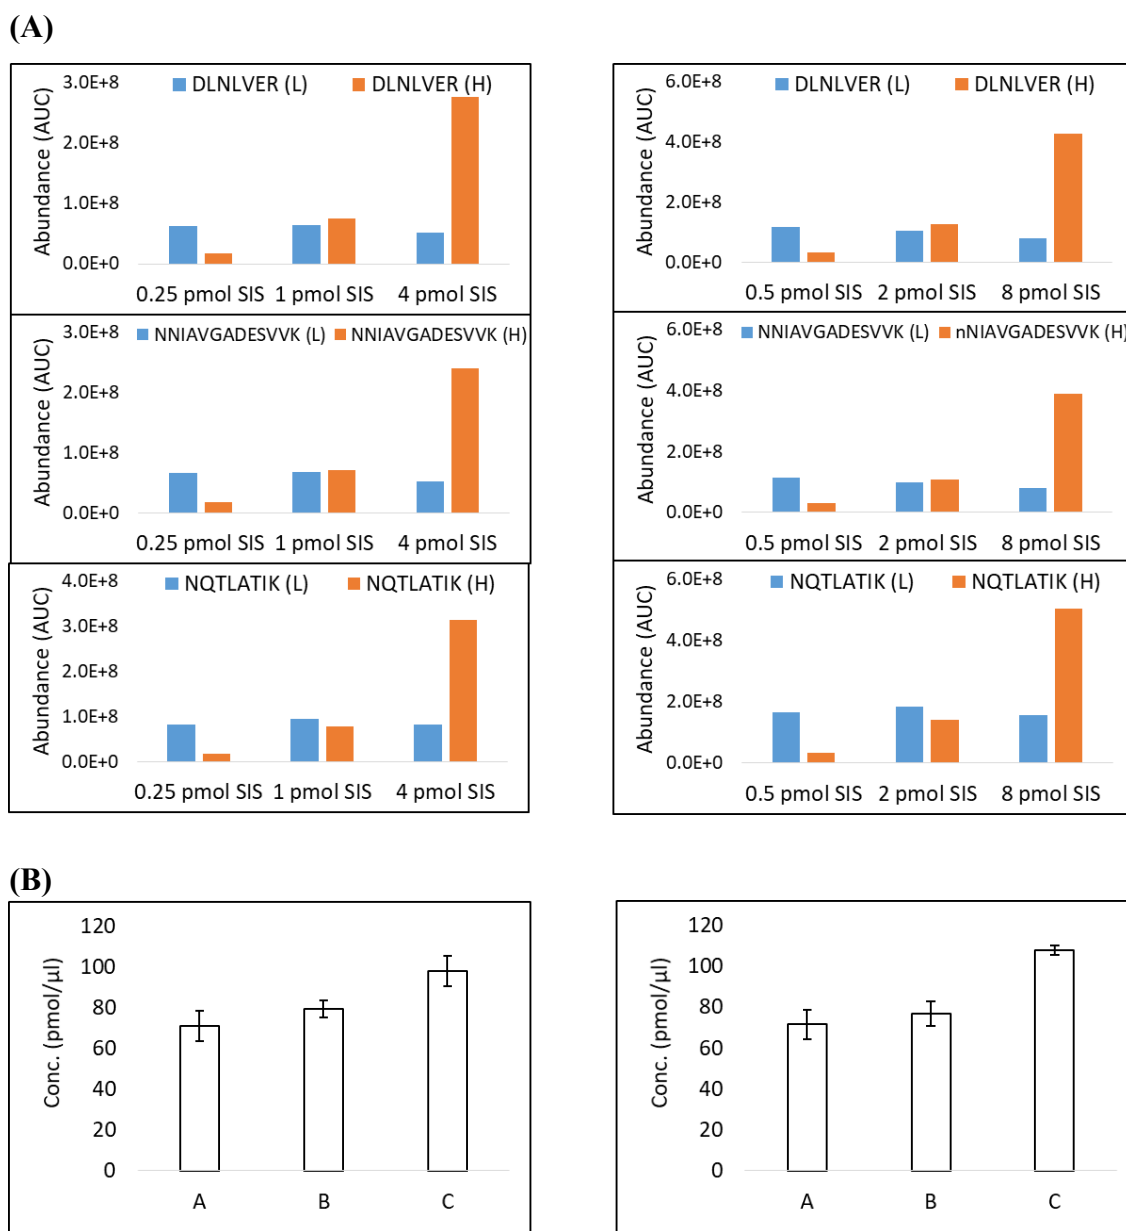 (A)
DLNLVER (L) DLNLVER (H)
Abundance (AUC)
3.0E+8
2.0E+8
1.0E+8
0.0E+0
0.25 pmol SIS 1 pmol SIS 4 pmol SIS
DLNLVER (L) DLNLVER (H)
Abundance (AUC)
6.0E+8
4.0E+8
2.0E+8
0.0E+0
0.5 pmol SIS 2 pmol SIS 8 pmol SIS
NNIAVGADESVVK (L) NNIAVGADESVVK (H)
Abundance (AUC)
3.0E+8
2.0E+8
1.0E+8
0.0E+0
0.25 pmol SIS 1 pmol SIS 4 pmol SIS
NNIAVGADESVVK (L) nNIAVGADESVVK (H)
Abundance (AUC)
6.0E+8
4.0E+8
2.0E+8
0.0E+0
0.5 pmol SIS 2 pmol SIS 8 pmol SIS
NQTLATIK (L) NQTLATIK (H)
Abundance (AUC)
4.0E+8
3.0E+8
2.0E+8
1.0E+8
0.0E+0
0.25 pmol SIS 1 pmol SIS 4 pmol SIS
NQTLATIK (L) NQTLATIK (H)
Abundance (AUC)
6.0E+8
4.0E+8
2.0E+8
0.0E+0
0.5 pmol SIS 2 pmol SIS 8 pmol SIS
(B)
Conc. (pmol/µl)
120
100
80
60
40
20
0
A B C
Conc. (pmol/µl)
120
100
80
60
40
20
0
A B C